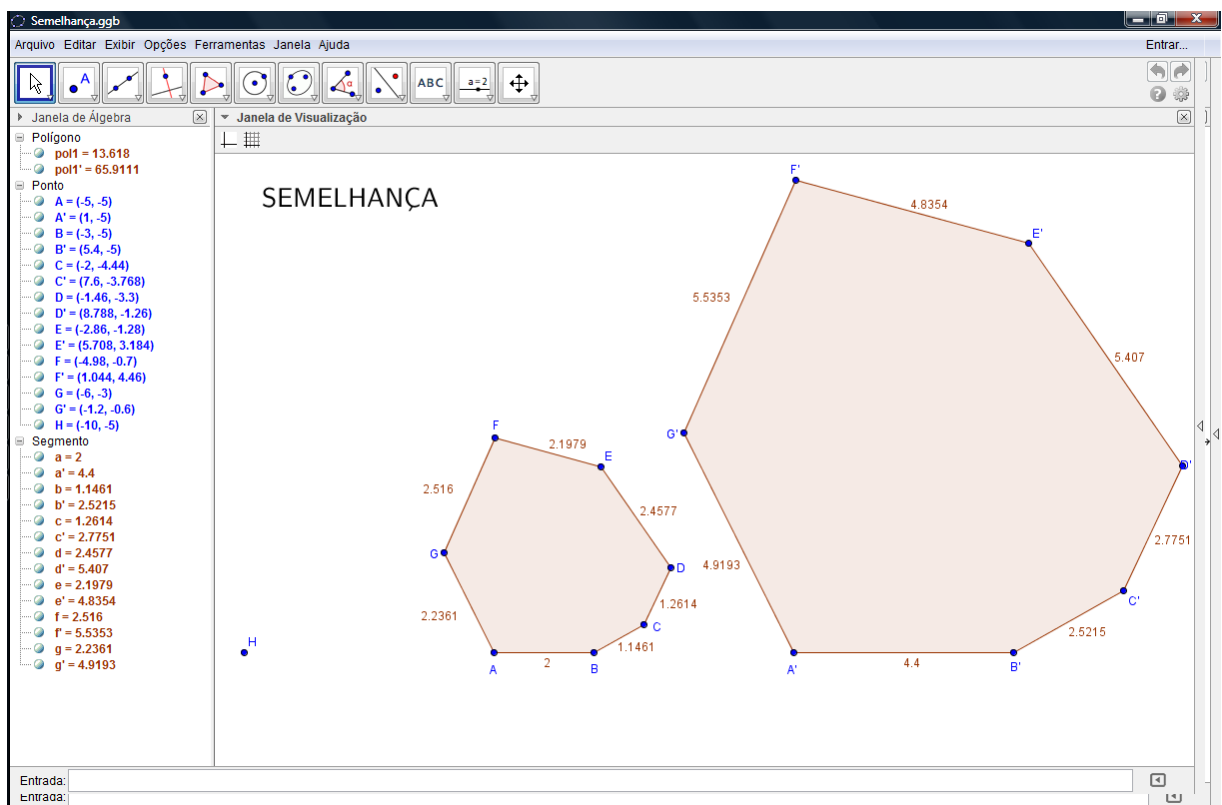 Semelhança.ggb
Arquivo Editar Exibir Opções Ferramentas Janela Ajuda
Entrar...
A
α
ABC
a=2
Janela de Álgebra
Janela de Visualização
Polígono
pol1 = 13.618
pol1' = 65.9111
Ponto
A = (-5, -5)
A' = (1, -5)
B = (-3, -5)
B' = (5.4, -5)
C = (-2, -4.44)
C' = (7.6, -3.768)
D = (-1.46, -3.3)
D' = (8.788, -1.26)
E = (-2.86, -1.28)
E' = (5.708, 3.184)
F = (-4.98, -0.7)
F' = (1.044, 4.46)
G = (-6, -3)
G' = (-1.2, -0.6)
H = (-10, -5)
Segmento
a = 2
a' = 4.4
b = 1.1461
b' = 2.5215
c = 1.2614
c' = 2.7751
d = 2.4577
d' = 5.407
e = 2.1979
e' = 4.8354
f = 2.516
f' = 5.5353
g = 2.2361
g' = 4.9193
SEMELHANÇA
F'
4.8354
E'
5.5353
5.407
G'
D'
F
2.1979
E
2.516
2.4577
G
D
4.9193
2.7751
2.2361
1.2614
C
C'
H
1.1461
2.5215
A
2
B
A'
4.4
B'
Entrada:
Entrada: